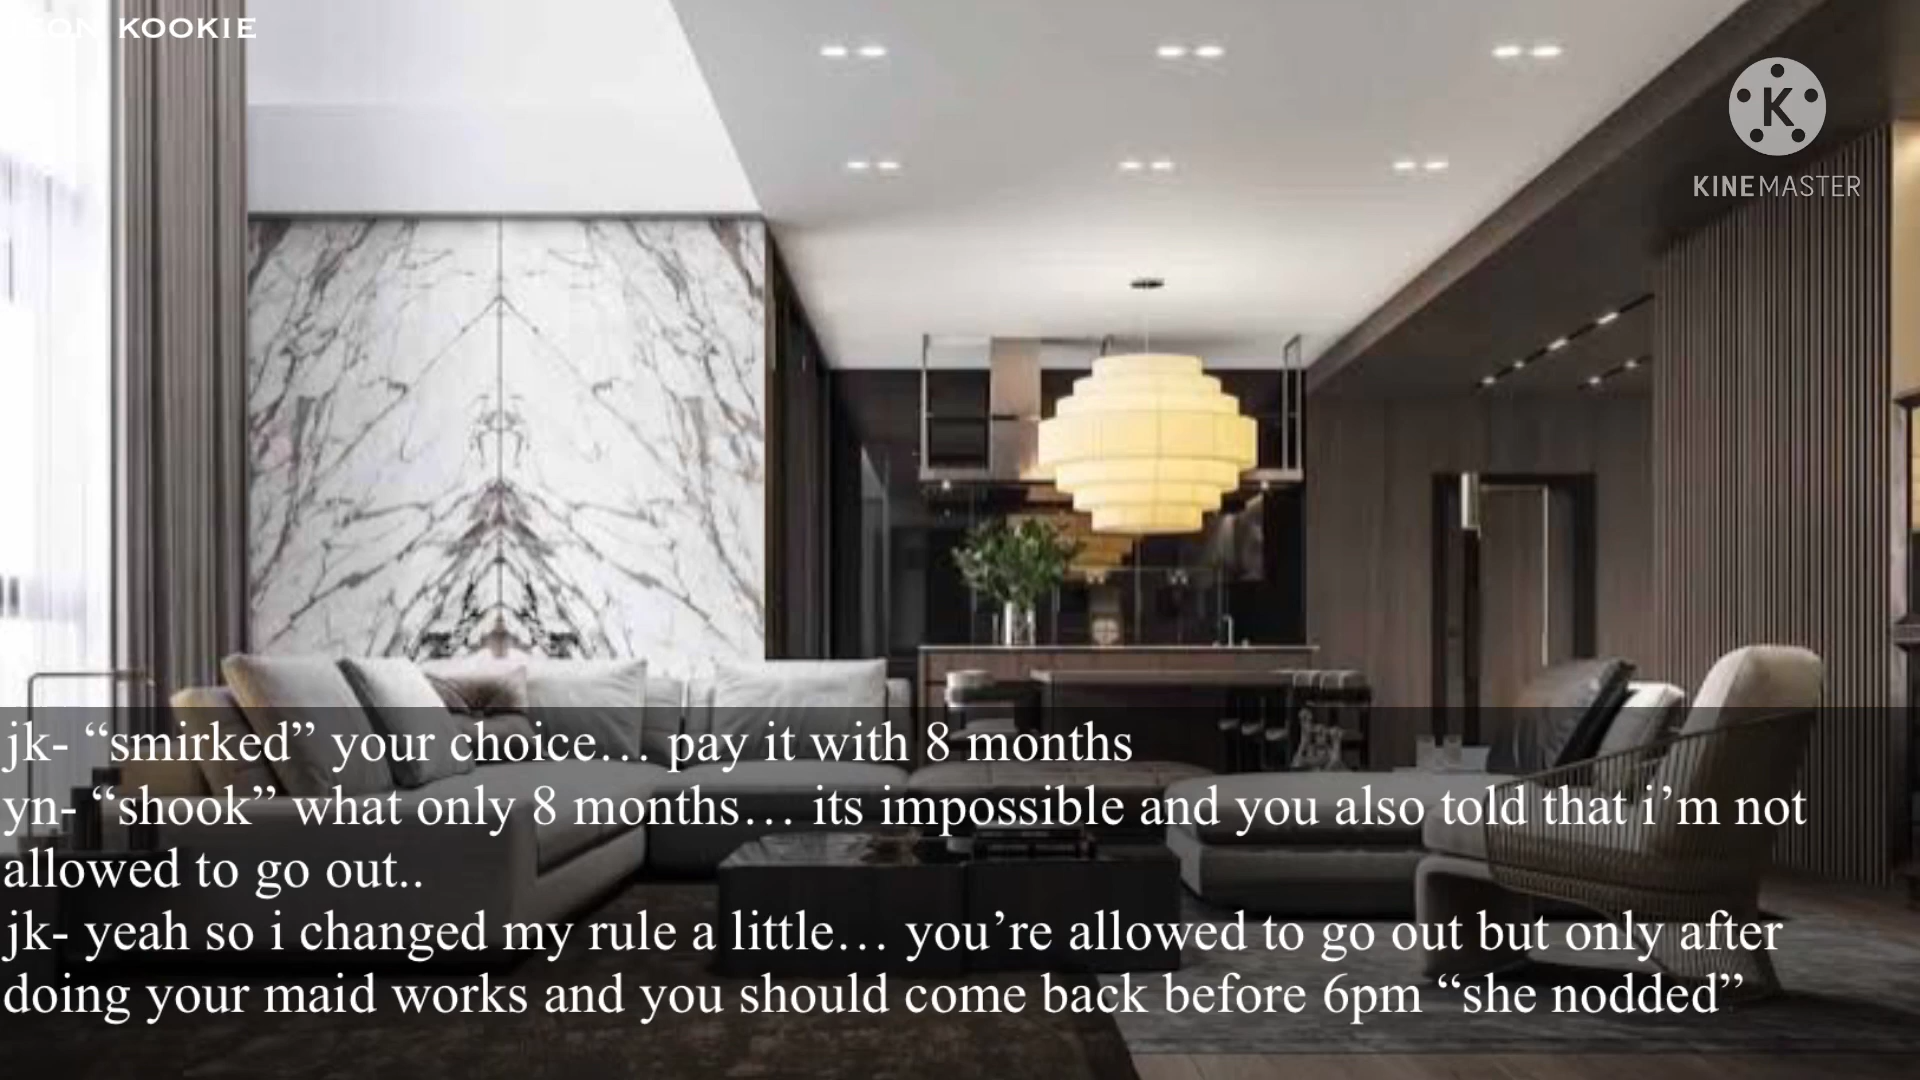 KOOKIE
KINEMASTER
jk- “smirked” your choice… pay it with 8 months
yn- “shook” what only 8 months… its impossible and you also told that i’m not
allowed to go out..
jk- yeah so i changed my rule a little… you’re allowed to go out but only after
doing your maid works and you should come back before 6pm “she nodded”